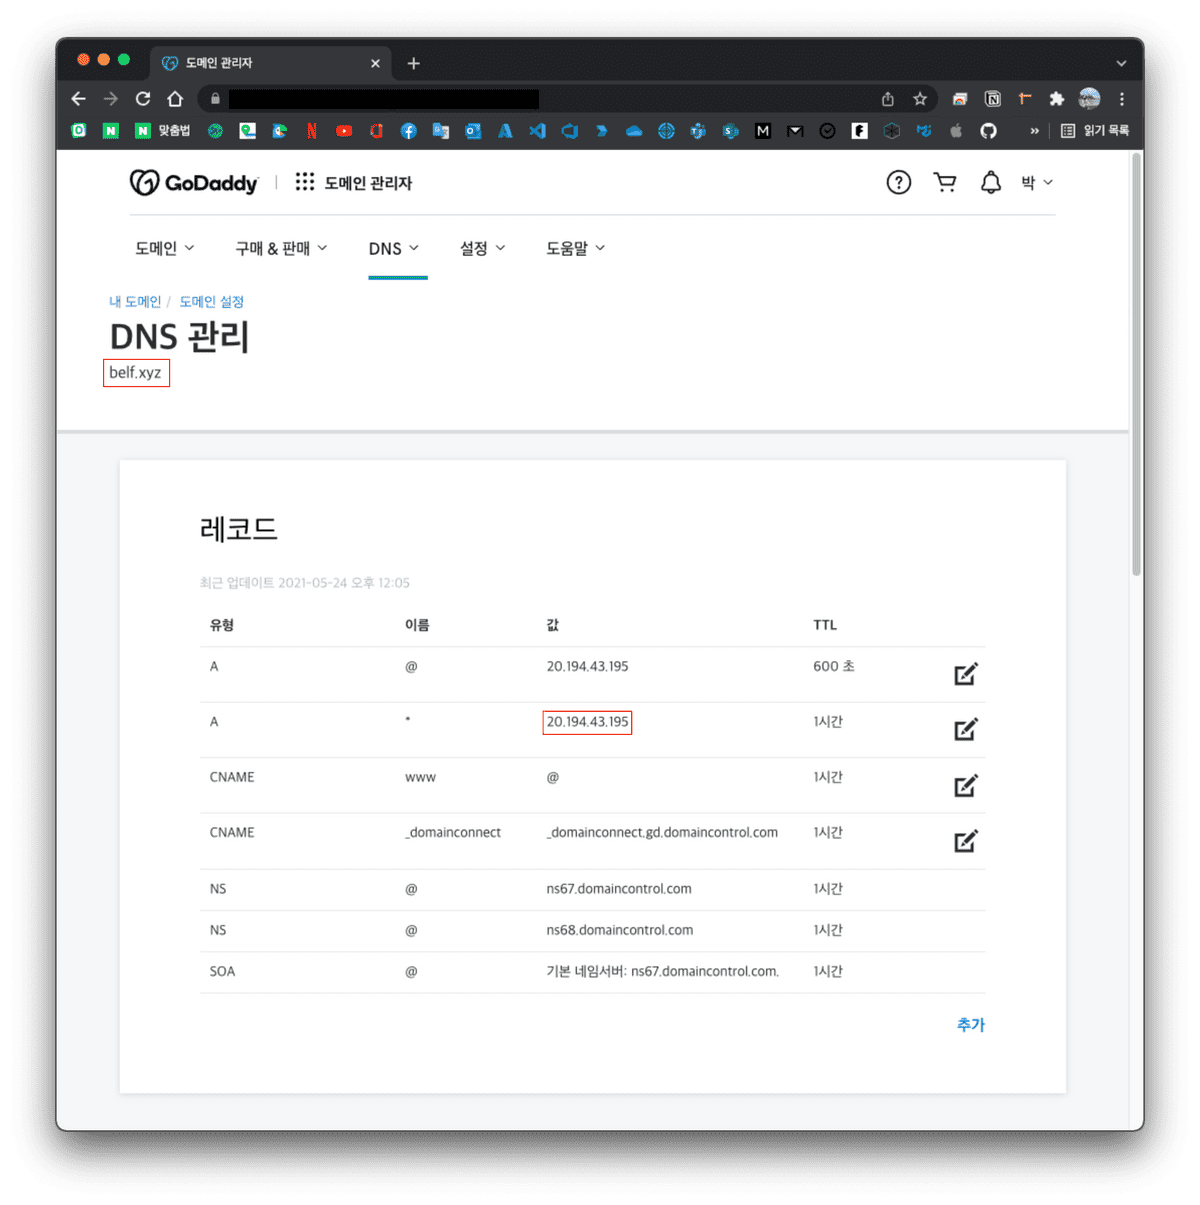 도메인 관리자
맞춤법
읽기 목록
GoDaddy 도메인 관리자 박
도메인 구매 & 판매 DNS 설정 도움말
내 도메인 / 도메인 설정
DNS 관리
belf.xyz
레코드
최근 업데이트 2021-05-24 오후 12:05
유형 이름 값 TTL
A @ 20.194.43.195 600 초
A * 20.194.43.195 1시간
CNAME www @ 1시간
CNAME _domainconnect _domainconnect.gd.domaincontrol.com 1시간
NS @ ns67.domaincontrol.com 1시간
NS @ ns68.domaincontrol.com 1시간
SOA @ 기본 네임서버: ns67.domaincontrol.com. 1시간
추가